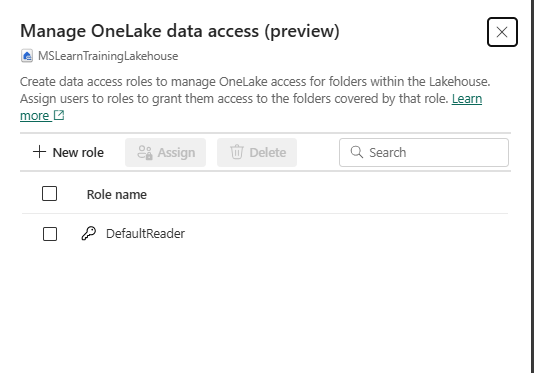 Manage OneLake data access (preview)
MSLearnTrainingLakehouse
Create data access roles to manage OneLake access for folders within the Lakehouse.
Assign users to roles to grant them access to the folders covered by that role. Learn
more
New role Assign Delete Search
Role name
DefaultReader